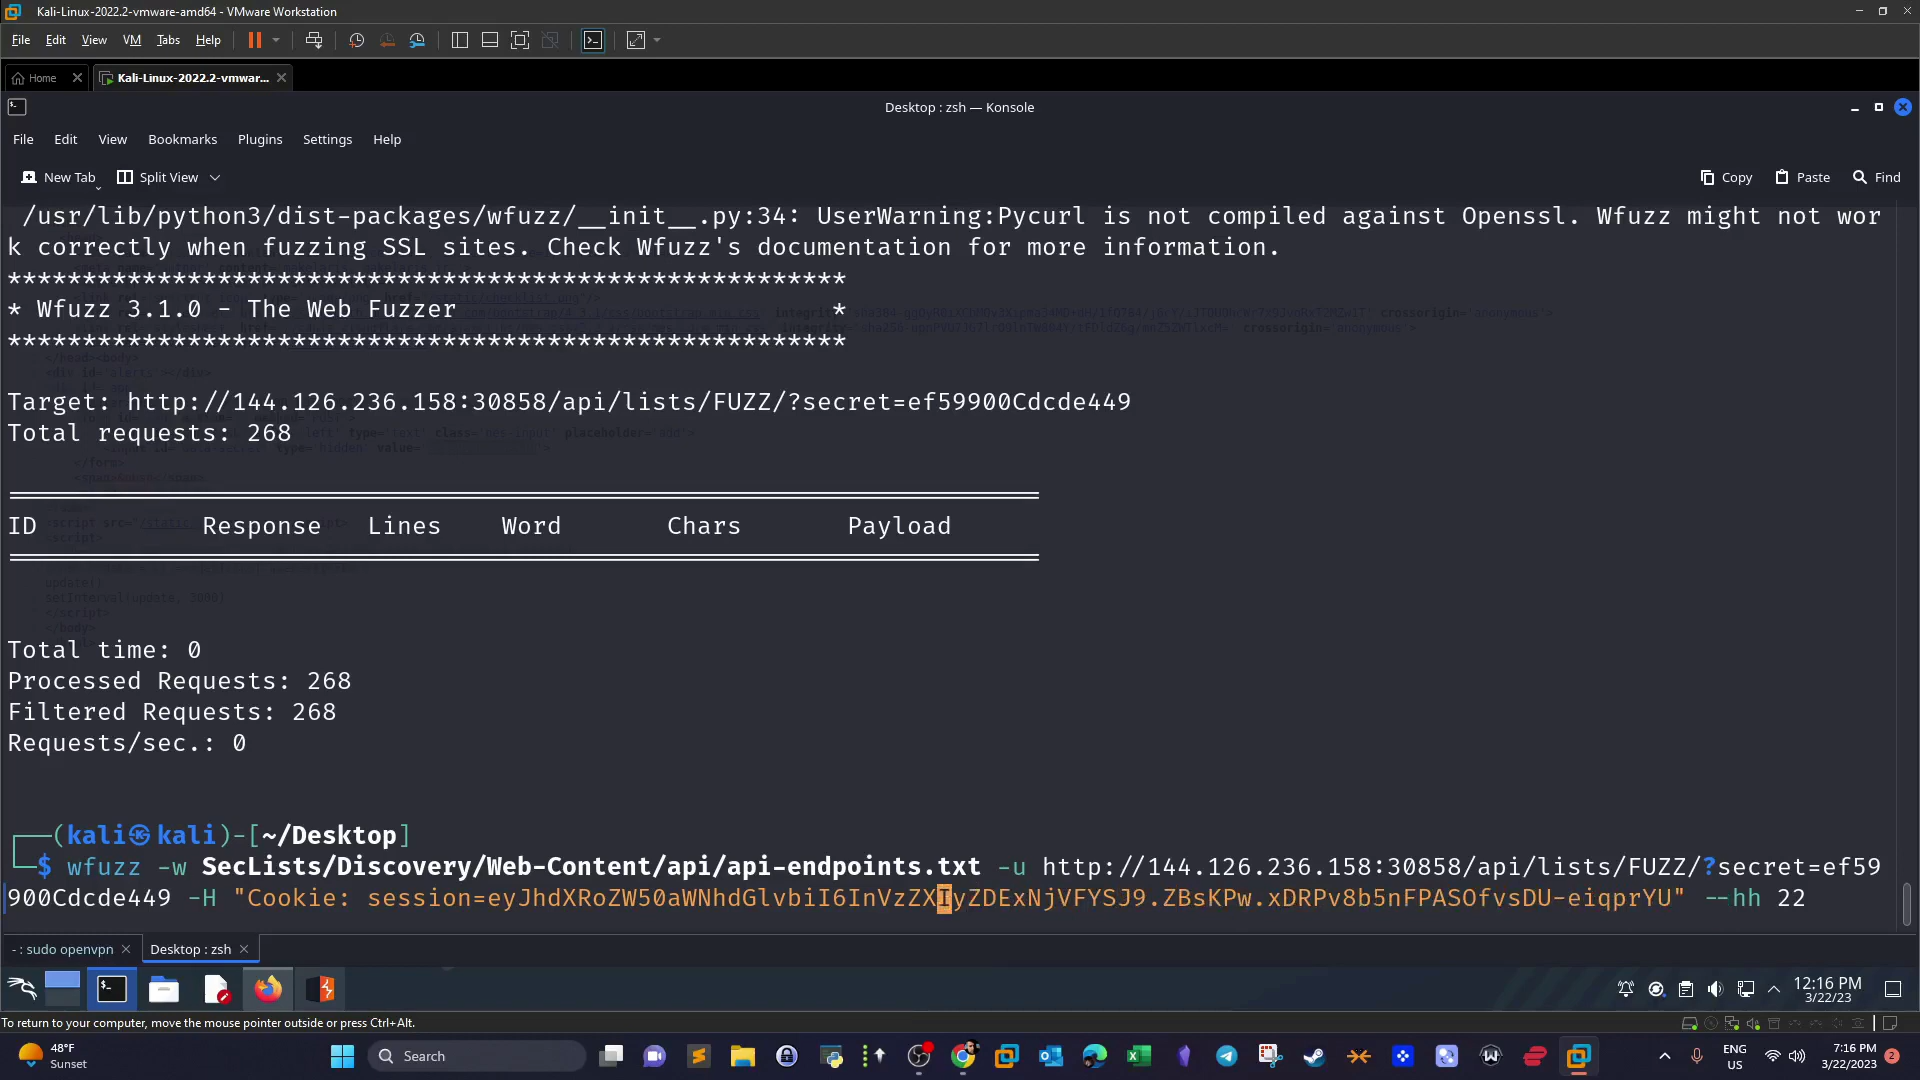 Kali-Linux-2022.2-vmware-amd64 - VMware Workstation
File Edit View VM Tabs Help
Home Kali-Linux-2022.2-vmwar...
Desktop : zsh — Konsole
File Edit View Bookmarks Plugins Settings Help
New Tab Split View Copy Paste Find
/usr/lib/python3/dist-packages/wfuzz/__init__.py:34: UserWarning:Pycurl is not compiled against Openssl. Wfuzz might not wor
k correctly when fuzzing SSL sites. Check Wfuzz's documentation for more information.
********************************************************
* Wfuzz 3.1.0 - The Web Fuzzer                         *
********************************************************
Target: http://144.126.236.158:30858/api/lists/FUZZ/?secret=ef59900Cdcde449
Total requests: 268
=====================================================================
ID Response Lines Word Chars Payload
=====================================================================
update()
setInterval(update, 3000)
</script>
</body>
Total time: 0
Processed Requests: 268
Filtered Requests: 268
Requests/sec.: 0
┌──(kali㉿kali)-[~/Desktop]
└─$ wfuzz -w SecLists/Discovery/Web-Content/api/api-endpoints.txt -u http://144.126.236.158:30858/api/lists/FUZZ/?secret=ef59
900Cdcde449 -H "Cookie: session=eyJhdXRoZW50aWNhdGlvbiI6InVzZXIyZDExNjVFYSJ9.ZBsKPw.xDRPv8b5nFPASOfvsDU-eiqprYU" --hh 22
- : sudo openvpn Desktop : zsh
12:16 PM
3/22/23
To return to your computer, move the mouse pointer outside or press Ctrl+Alt.
48°F
Sunset
Search
ENG
US
7:16 PM
3/22/2023
2